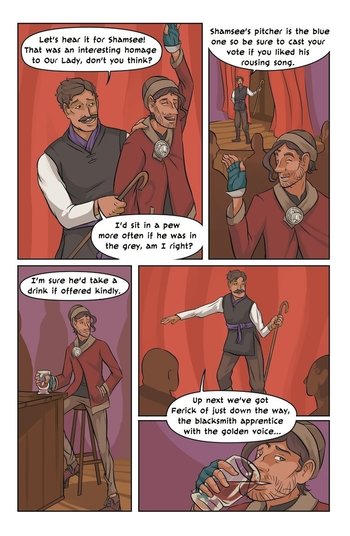 Let's hear it for Shamsee!
That was an interesting homage
to Our Lady, don't you think?
I'd sit in a pew
more often if he was in
the grey, am I right?
Shamsee's pitcher is the blue
one so be sure to cast your
vote if you liked his
rousing song.
I'm sure he'd take a
drink if offered kindly.
Up next we've got
Ferick of just down the way,
the blacksmith apprentice
with the golden voice...